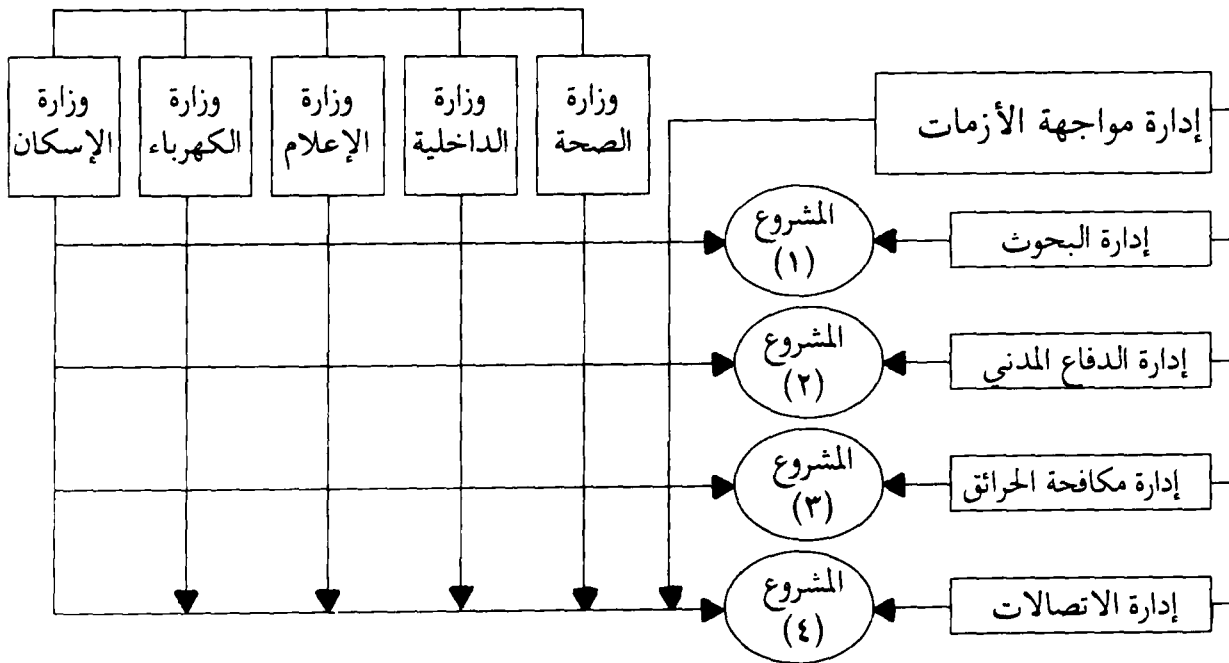 وزارة
الصحة
وزارة
الداخلية
وزارة
الإعلام
وزارة
الكهرباء
وزارة
الإسكان
إدارة مواجهة الأزمات
إدارة البحوث
المشروع
(١)
إدارة الدفاع المدني
المشروع
(٢)
إدارة مكافحة الحرائق
المشروع
(٣)
إدارة الاتصالات
المشروع
(٤)